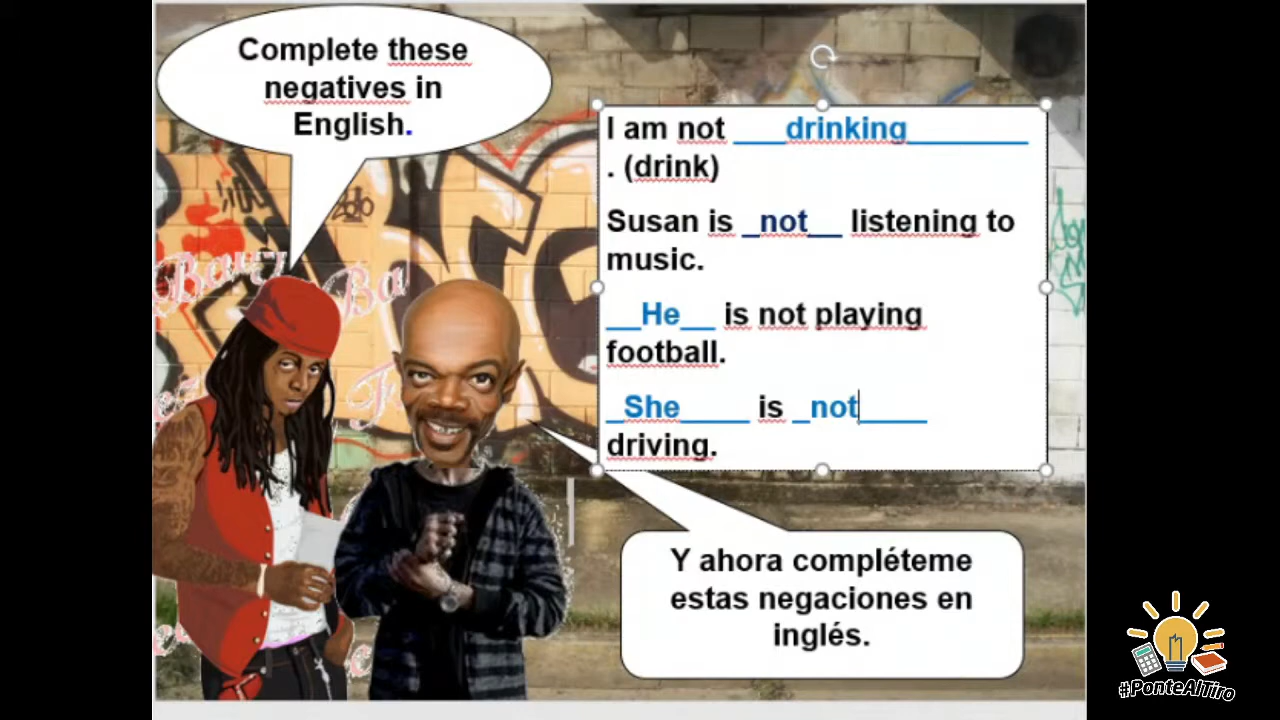 Complete these
negatives in
English.
I am not ___drinking_______
. (drink)
Susan is _not__ listening to
music.
__He__ is not playing
football.
_She____ is _not____
driving.
Y ahora compléteme
estas negaciones en
inglés.
#PonteAlTiro